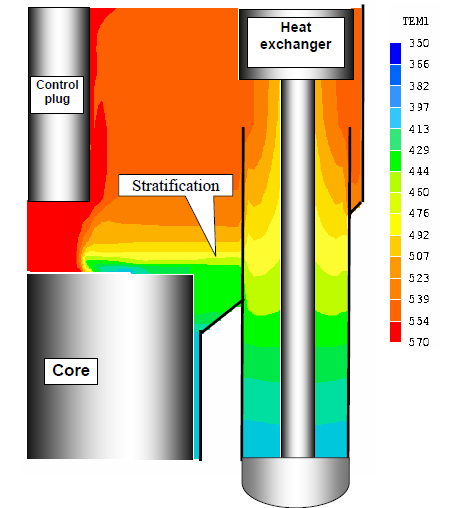 Heat
exchanger
TEM1
Control
plug
350
366
382
397
413
429
444
460
476
492
507
523
539
554
570
Stratification
Core